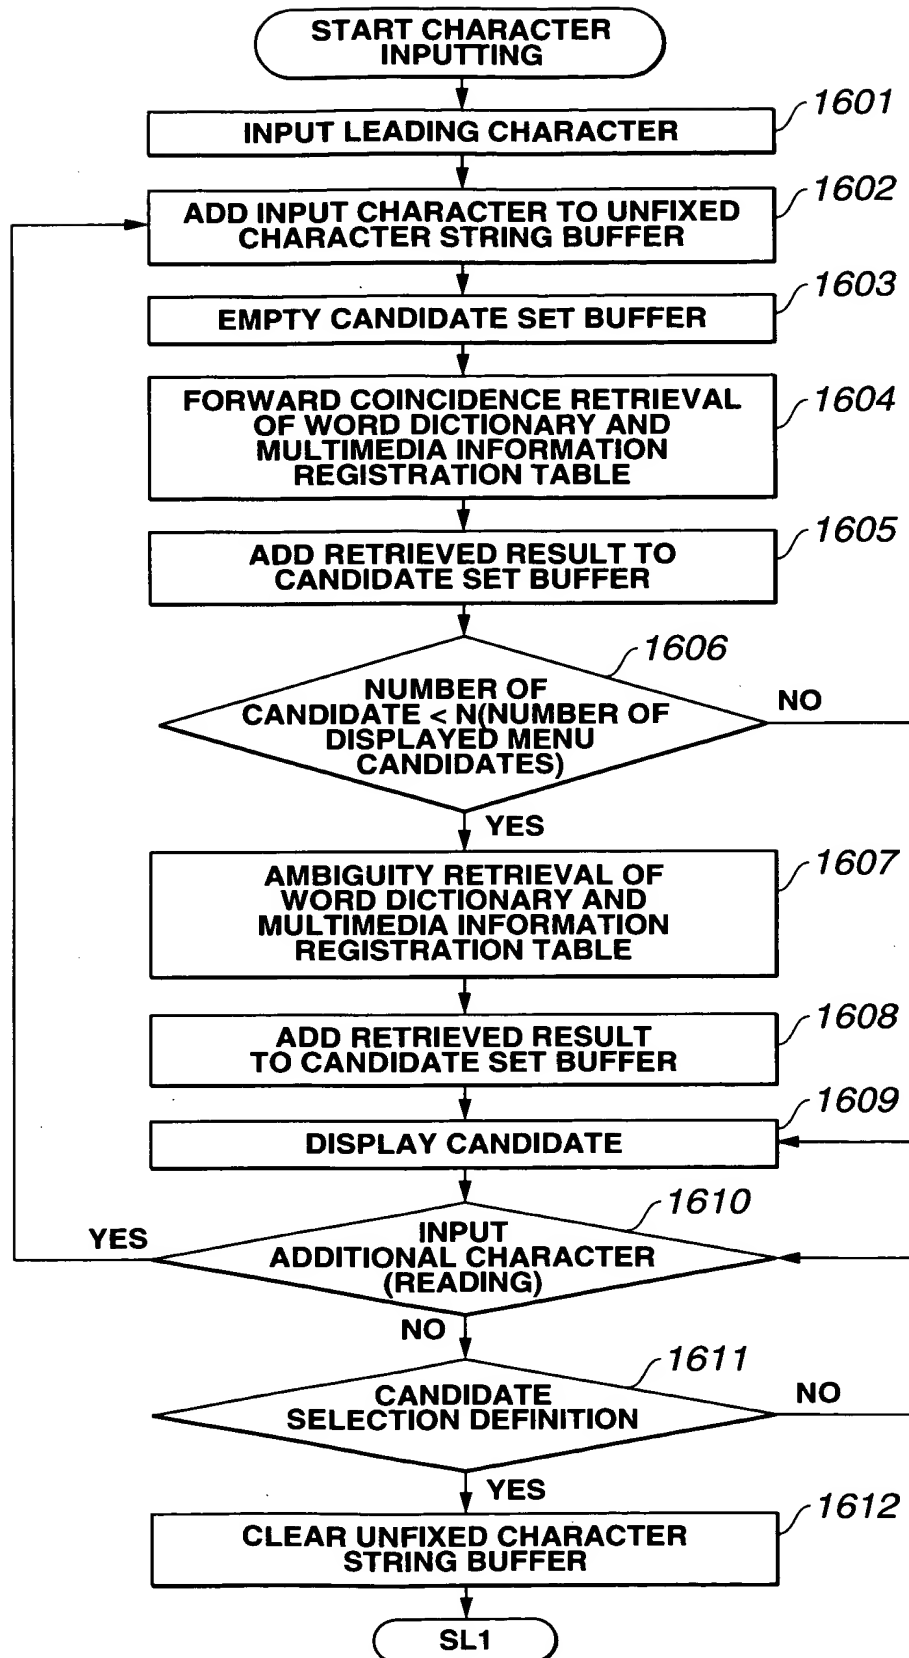 START CHARACTER
INPUTTING
1601
INPUT LEADING CHARACTER
1602
ADD INPUT CHARACTER TO UNFIXED
CHARACTER STRING BUFFER
1603
EMPTY CANDIDATE SET BUFFER
1604
FORWARD COINCIDENCE RETRIEVAL
OF WORD DICTIONARY AND
MULTIMEDIA INFORMATION
REGISTRATION TABLE
1605
ADD RETRIEVED RESULT TO
CANDIDATE SET BUFFER
1606
NUMBER OF
CANDIDATE < N(NUMBER OF
DISPLAYED MENU
CANDIDATES)
NO
YES
1607
AMBIGUITY RETRIEVAL OF
WORD DICTIONARY AND
MULTIMEDIA INFORMATION
REGISTRATION TABLE
1608
ADD RETRIEVED RESULT
TO CANDIDATE SET BUFFER
1609
DISPLAY CANDIDATE
1610
YES
INPUT
ADDITIONAL CHARACTER
(READING)
NO
1611
CANDIDATE
SELECTION DEFINITION
NO
YES
1612
CLEAR UNFIXED CHARACTER
STRING BUFFER
SL1